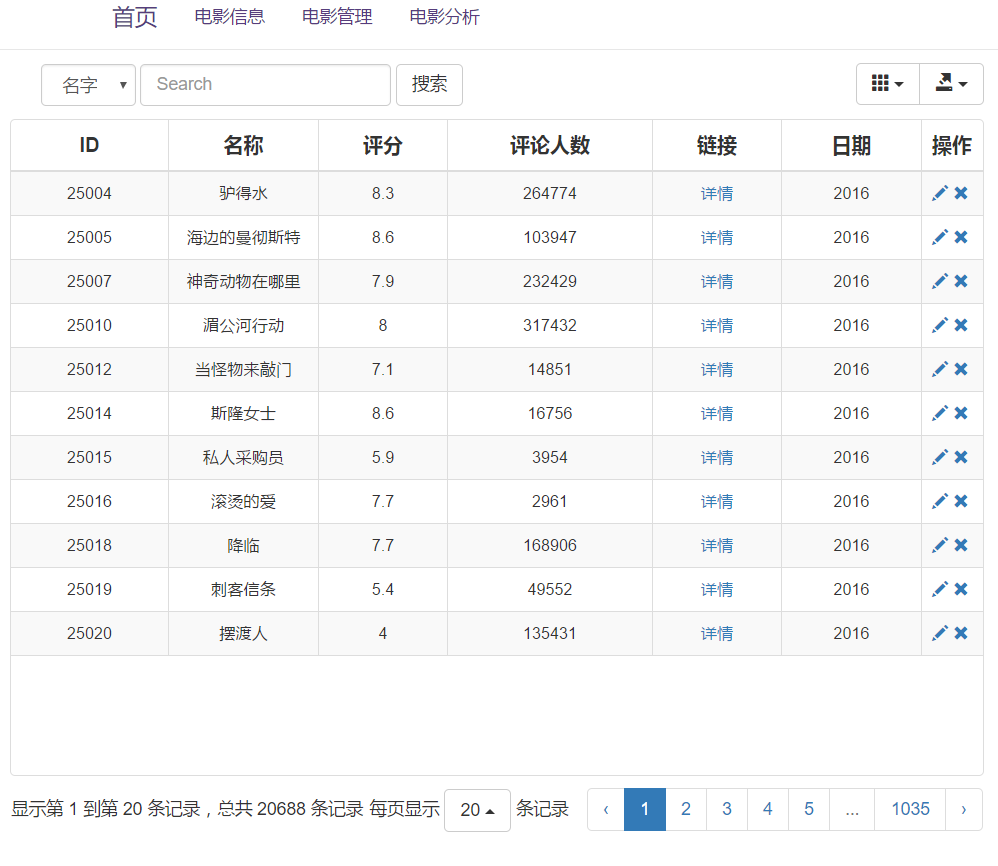 首页 电影信息 电影管理 电影分析
名字 Search 搜索
ID 名称 评分 评论人数 链接 日期 操作
25004 驴得水 8.3 264774 详情 2016
25005 海边的曼彻斯特 8.6 103947 详情 2016
25007 神奇动物在哪里 7.9 232429 详情 2016
25010 湄公河行动 8 317432 详情 2016
25012 当怪物来敲门 7.1 14851 详情 2016
25014 斯隆女士 8.6 16756 详情 2016
25015 私人采购员 5.9 3954 详情 2016
25016 滚烫的爱 7.7 2961 详情 2016
25018 降临 7.7 168906 详情 2016
25019 刺客信条 5.4 49552 详情 2016
25020 摆渡人 4 135431 详情 2016
显示第 1 到第 20 条记录，总共 20688 条记录 每页显示 20 条记录 ‹ 1 2 3 4 5 ... 1035 ›